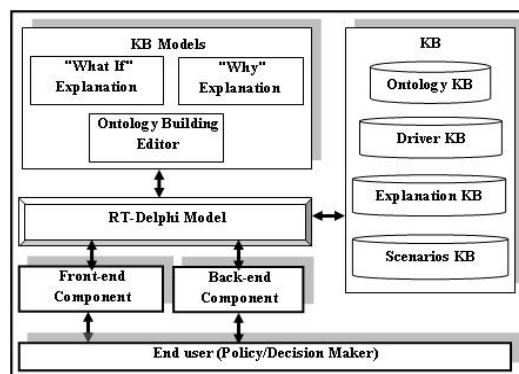 KB Models
"What If"
Explanation
"Why"
Explanation
Ontology Building
Editor
KB
Ontology KB
Driver KB
Explanation KB
Scenarios KB
RT-Delphi Model
Front-end
Component
Back-end
Component
End user (Policy/Decision Maker)